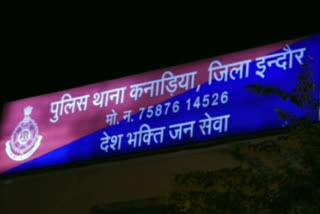 पुलिस थाना कनाड़िया, जिला इन्दौर
मो. न. 75876 14526
देश भक्ति जन सेवा